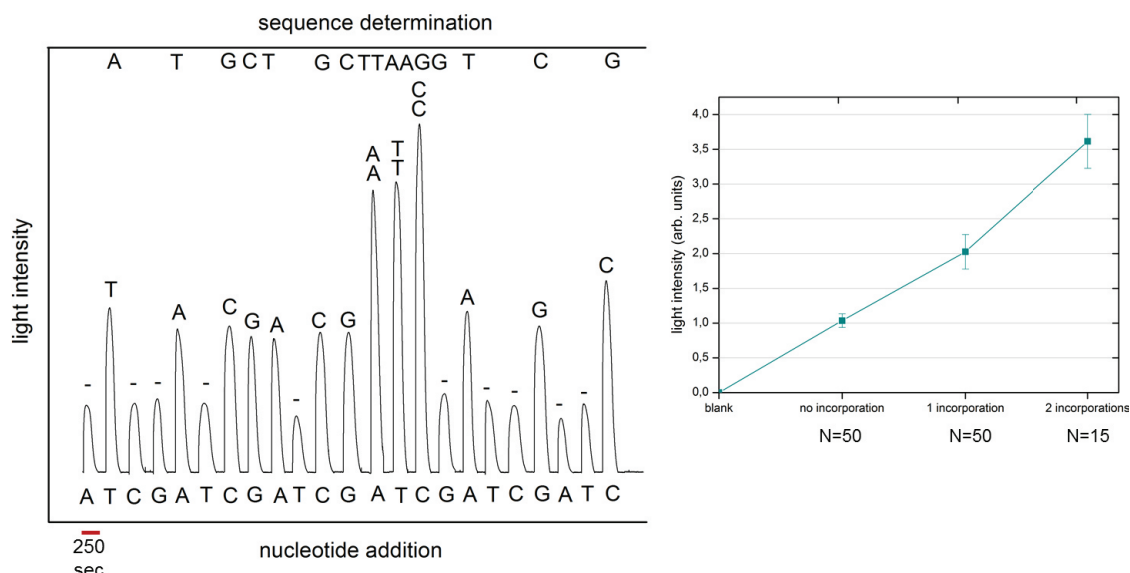 sequence determination
A T G C T G C T T A A G G T C G
C
C
A
A
T
T
- T - - A - C G A - C G - A - - G - - C
A T C G A T C G A T C G A T C G A T C G A T C
light intensity
250
sec
nucleotide addition
light intensity (arb. units)
4,0
3,5
3,0
2,5
2,0
1,5
1,0
0,5
0,0
blank no incorporation 1 incorporation 2 incorporations
N=50 N=50 N=15